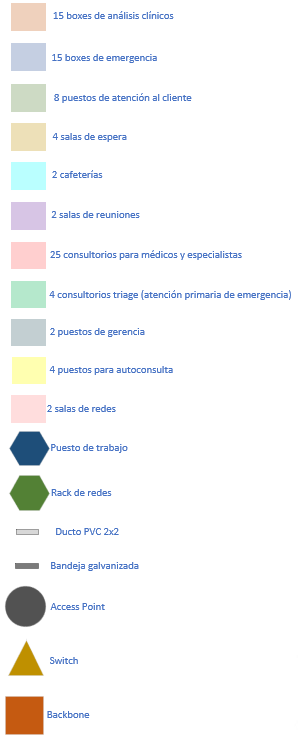 15 boxes de análisis clínicos
15 boxes de emergencia
8 puestos de atención al cliente
4 salas de espera
2 cafeterías
2 salas de reuniones
25 consultorios para médicos y especialistas
4 consultorios triage (atención primaria de emergencia)
2 puestos de gerencia
4 puestos para autoconsulta
2 salas de redes
Puesto de trabajo
Rack de redes
Ducto PVC 2x2
Bandeja galvanizada
Access Point
Switch
Backbone